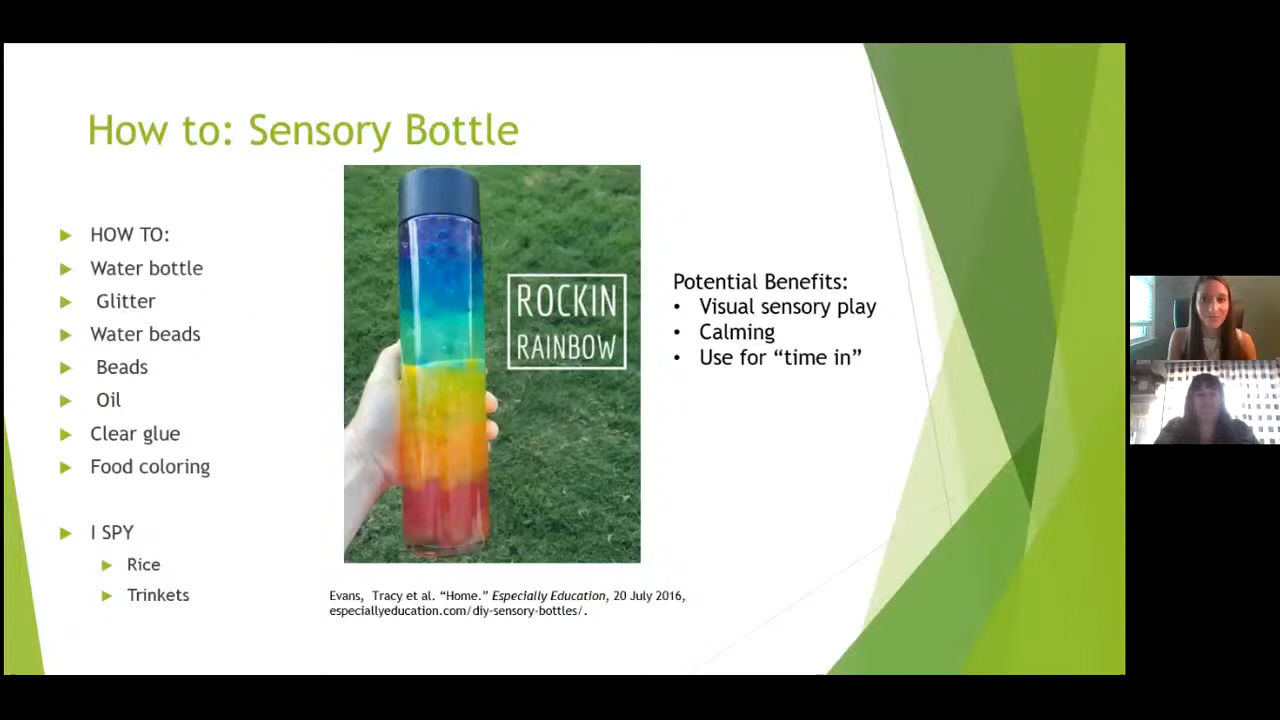 How to: Sensory Bottle
HOW TO:
Water bottle
Glitter
Water beads
Beads
Oil
Clear glue
Food coloring
I SPY
Rice
Trinkets
ROCKIN
RAINBOW
Potential Benefits:
• Visual sensory play
• Calming
• Use for “time in”
Evans, Tracy et al. “Home.” Especially Education, 20 July 2016,
especiallyeducation.com/diy-sensory-bottles/.